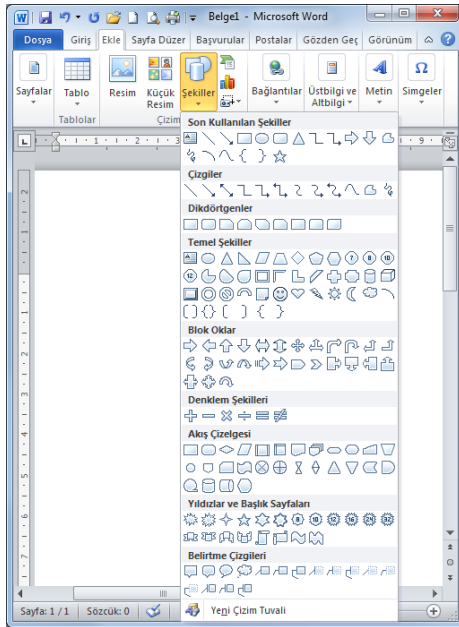 Belge1 - Microsoft Word
Dosya Giriş Ekle Sayfa Düzer Başvurular Postalar Gözden Geç Görünüm
Sayfalar Tablo Resim Küçük Resim Şekiller Bağlantılar Üstbilgi ve Altbilgi Metin Simgeler
Tablolar Çizim
Son Kullanılan Şekiller
Çizgiler
Dikdörtgenler
Temel Şekiller
Blok Oklar
Denklem Şekilleri
Akış Çizelgesi
Yıldızlar ve Başlık Sayfaları
Belirtme Çizgileri
Yeni Çizim Tuvali
Sayfa: 1 / 1 Sözcük: 0